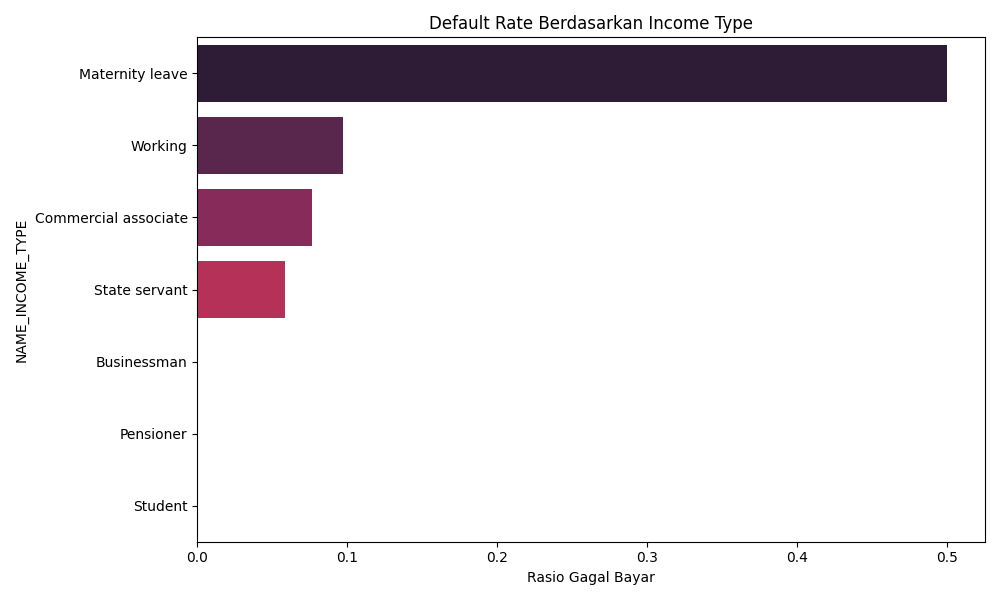 Default Rate Berdasarkan Income Type
Maternity leave
Working
Commercial associate
State servant
Businessman
Pensioner
Student
NAME_INCOME_TYPE
0.0 0.1 0.2 0.3 0.4 0.5
Rasio Gagal Bayar